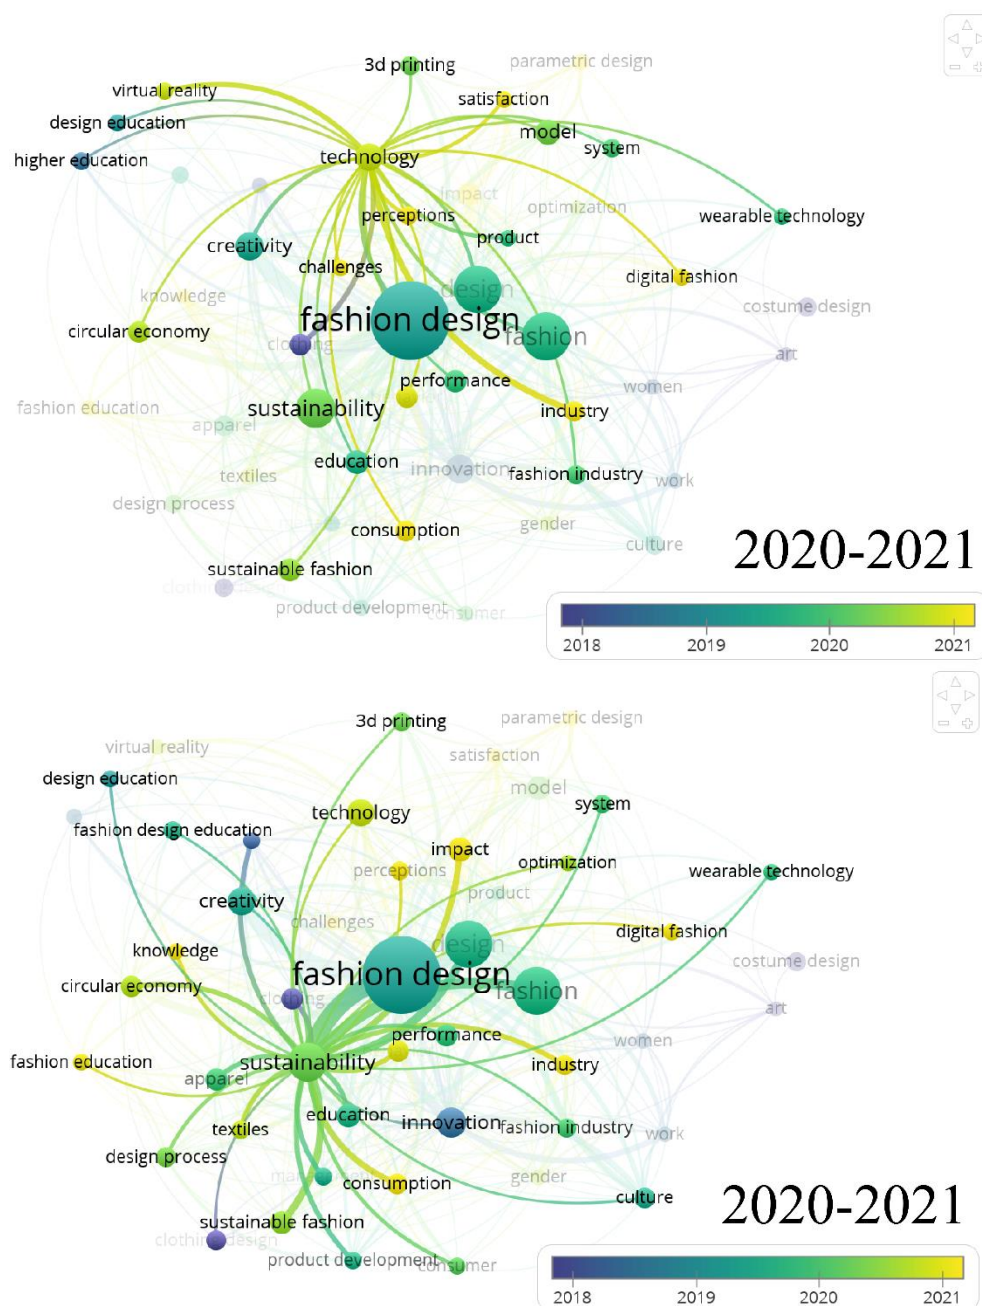 3d printing
parametric design
virtual reality
satisfaction
design education
model
system
higher education
technology
impact
optimization
perceptions
wearable technology
creativity
product
challenges
design
digital fashion
knowledge
costume design
fashion design
circular economy
fashion
clothing
art
performance
women
fashion education
sustainability
industry
apparel
education
innovation
textiles
fashion industry
work
design process
consumption
gender
culture
2020-2021
sustainable fashion
clothing design
product development
consumer
2018 2019 2020 2021
3d printing
parametric design
virtual reality
satisfaction
design education
model
system
technology
fashion design education
impact
optimization
perceptions
wearable technology
product
creativity
challenges
digital fashion
design
knowledge
costume design
fashion design
circular economy
fashion
clothing
art
performance
women
fashion education
sustainability
industry
apparel
education
innovation
fashion industry
textiles
work
design process
gender
consumption
culture
2020-2021
sustainable fashion
clothing design
product development
consumer
2018 2019 2020 2021